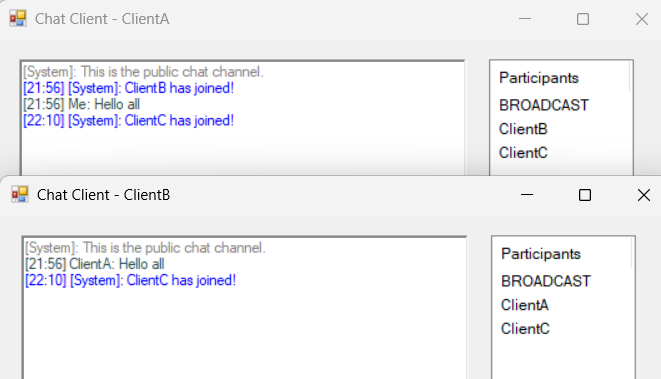 Chat Client - ClientA
[System]: This is the public chat channel.
[21:56] [System]: ClientB has joined!
[21:56] Me: Hello all
[22:10] [System]: ClientC has joined!
Participants
BROADCAST
ClientB
ClientC
Chat Client - ClientB
[System]: This is the public chat channel.
[21:56] ClientA: Hello all
[22:10] [System]: ClientC has joined!
Participants
BROADCAST
ClientA
ClientC